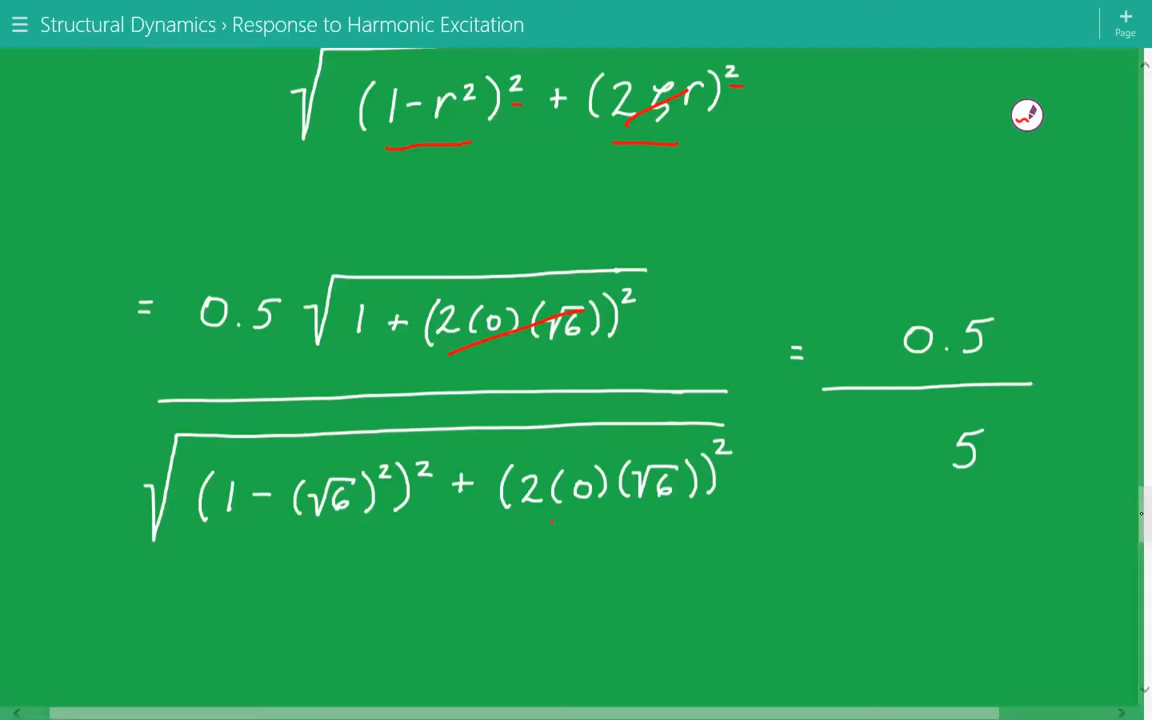 Structural Dynamics › Response to Harmonic Excitation
Page
√((1 - r²)² + (2ζr)²)
= 0.5 √(1 + (2(0)(√6))²)
√((1 - (√6)²)² + (2(0)(√6))²)
= 0.5
5